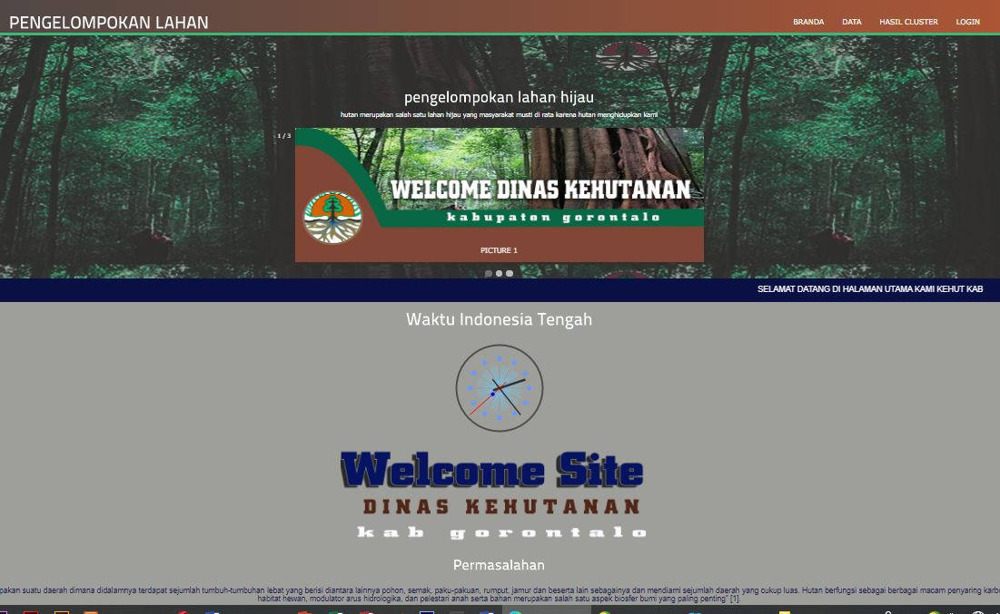 PENGELOMPOKAN LAHAN
BRANDA DATA HASIL CLUSTER LOGIN
pengelompokan lahan hijau
hutan merupakan salah satu lahan hijau yang masyarakat musti di rata karena hutan menghidupkan kami
1 / 3
WELCOME DINAS KEHUTANAN
kabupaten gorontalo
PICTURE 1
SELAMAT DATANG DI HALAMAN UTAMA KAMI KEHUT KAB
Waktu Indonesia Tengah
Welcome Site
DINAS KEHUTANAN
kab gorontalo
Permasalahan
pakan suatu daerah dimana didalamnya terdapat sejumlah tumbuh-tumbuhan lebat yang berisi diantara lainnya pohon, semak, paku-pakuan, rumput, jamur dan beserta lain sebagainya dan mendiami sejumlah daerah yang cukup luas. Hutan berfungsi sebagai berbagai macam penyaring karb
habitat hewan, modulator arus hidrologika, dan pelestari anah serta bahan merupakan salah satu aspek biosfer bumi yang paling penting" [1].